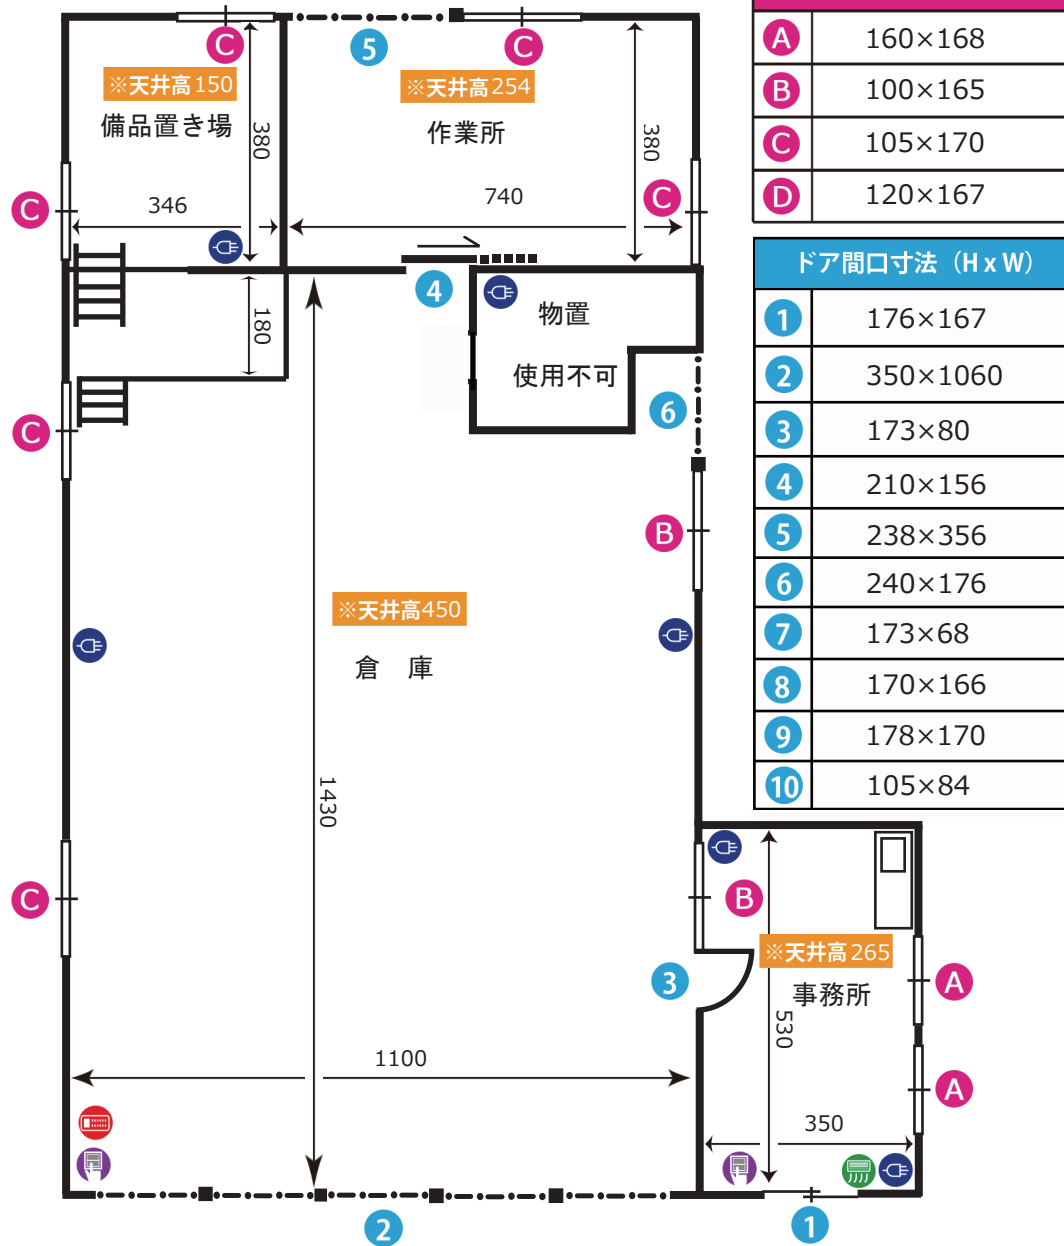 A 160×168
B 100×165
C 105×170
D 120×167
ドア間口寸法（H x W）
1 176×167
2 350×1060
3 173×80
4 210×156
5 238×356
6 240×176
7 173×68
8 170×166
9 178×170
10 105×84
C
5
C
※天井高150
備品置き場
380
346
C
※天井高254
作業所
380
740
C
4
物置
使用不可
180
6
C
B
※天井高450
倉　庫
1430
1100
C
B
3
※天井高265
事務所
530
350
A
A
2
1